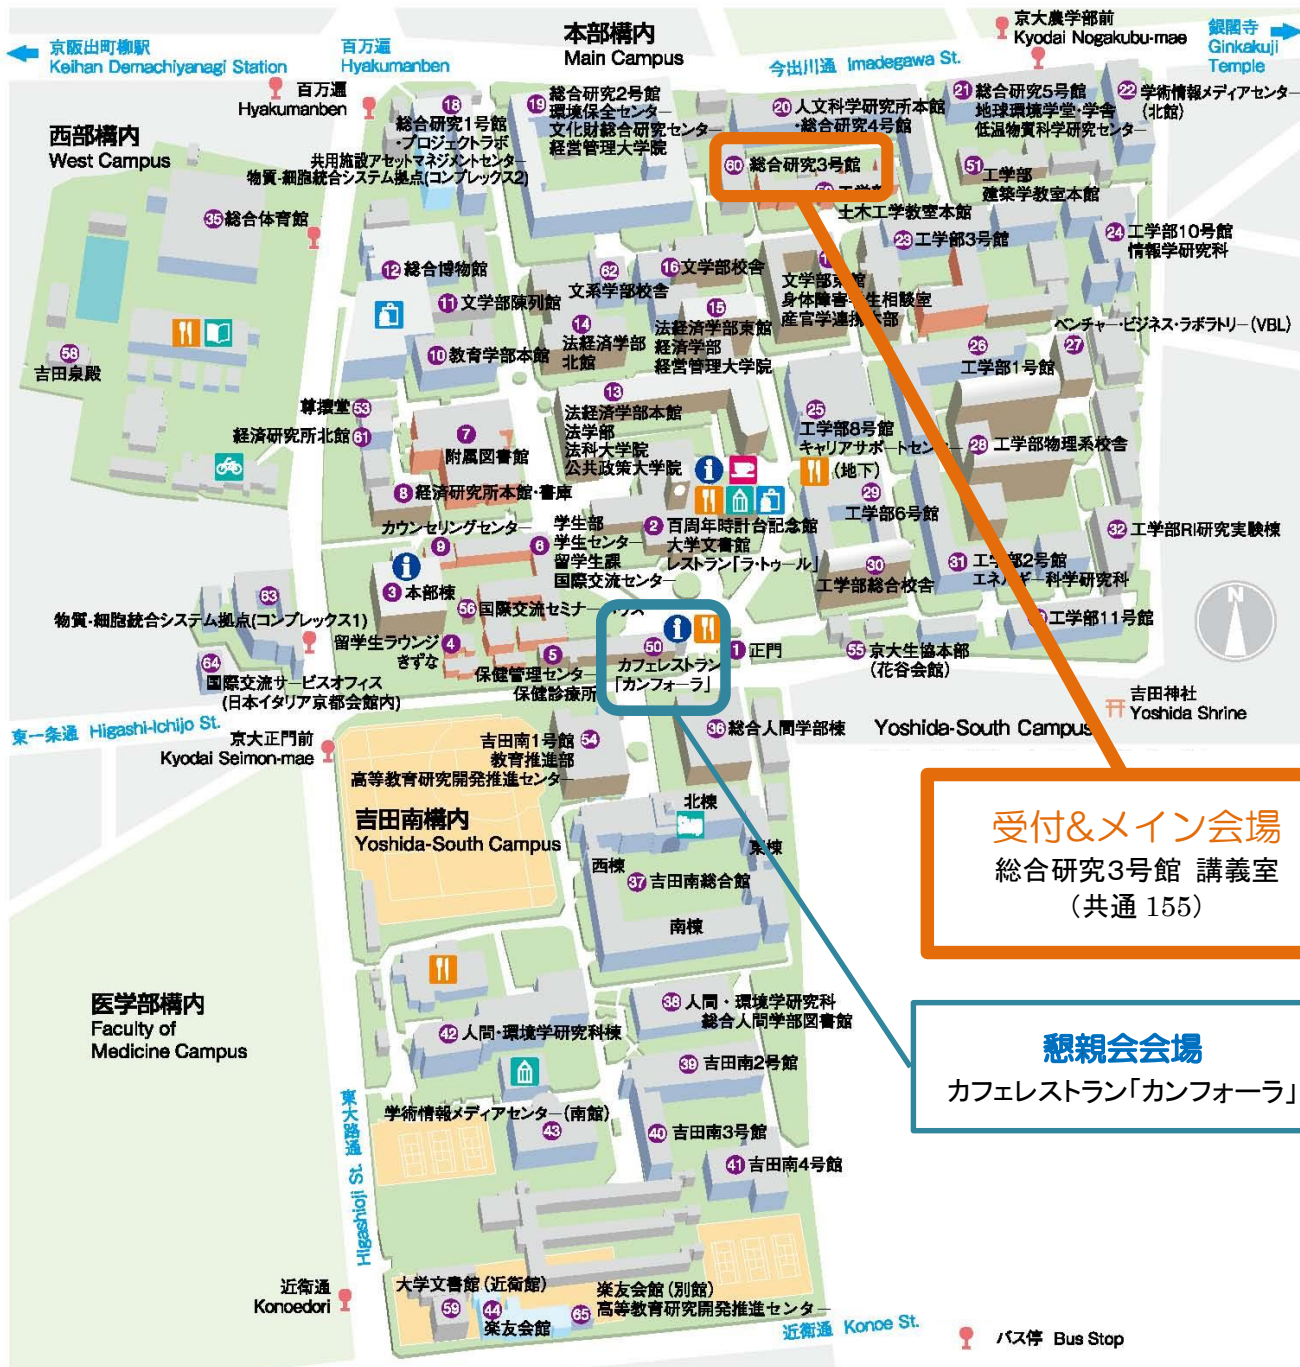 京阪出町柳駅
Keihan Demachiyanagi Station
百万遍
Hyakumanben
本部構内
Main Campus
今出川通 Imadegawa St.
京大農学部前
Kyodai Nogakubu-mae
銀閣寺
Ginkakuji
Temple
百万遍
Hyakumanben
西部構内
West Campus
18
総合研究1号館
・プロジェクトラボ
共用施設アセットマネジメントセンター
物質-細胞統合システム拠点(コンプレックス2)
19 総合研究2号館
環境保全センター
文化財総合研究センター
経営管理大学院
20 人文科学研究所本館
・総合研究4号館
21 総合研究5号館
地球環境学堂・学舎
低温物質科学研究センター
22 学術情報メディアセンター
(北館)
60 総合研究3号館
51 工学部
建築学教室本館
土木工学教室本館
35 総合体育館
23 工学部3号館
24 工学部10号館
情報学研究科
12 総合博物館
62
文系学部校舎
16 文学部校舎
文学部東館
身体障害学生相談室
産官学連携本部
11 文学部陳列館
14
法経済学部
北館
15
法経済学部東館
経済学部
経営管理大学院
ベンチャー・ビジネス・ラボラトリー(VBL)
27
26
工学部1号館
10 教育学部本館
58
吉田泉殿
13
法経済学部本館
法学部
法科大学院
公共政策大学院
25
工学部8号館
キャリアサポートセンター
(地下)
尊攘堂 53
経済研究所北館 61
7
附属図書館
28 工学部物理系校舎
8 経済研究所本館・書庫
29
工学部6号館
カウンセリングセンター
9
6
学生部
学生センター
留学生課
国際交流センター
2 百周年時計台記念館
大学文書館
レストラン「ラ・トゥール」
32 工学部RI研究実験棟
30
工学部総合校舎
31 工学部2号館
エネルギー科学研究科
3 本部棟
56 国際交流セミナーハウス
63
物質-細胞統合システム拠点(コンプレックス1)
留学生ラウンジ 4
きずな
5
保健管理センター
保健診療所
50
カフェレストラン
「カンフォーラ」
1 正門
55 京大生協本部
(花谷会館)
工学部11号館
N
64
国際交流サービスオフィス
(日本イタリア京都会館内)
吉田神社
Yoshida Shrine
東一条通 Higashi-Ichijo St.
京大正門前
Kyodai Seimon-mae
吉田南1号館 54
教育推進部
高等教育研究開発推進センター
36 総合人間学部棟
Yoshida-South Campus
吉田南構内
Yoshida-South Campus
北棟
西棟
東棟
37 吉田南総合館
南棟
受付&メイン会場
総合研究3号館 講義室
(共通 155)
医学部構内
Faculty of
Medicine Campus
38 人間・環境学研究科
総合人間学部図書館
42 人間・環境学研究科棟
39 吉田南2号館
懇親会会場
カフェレストラン「カンフォーラ」
東大路通 Higashioji St.
学術情報メディアセンター(南館)
43
40 吉田南3号館
41 吉田南4号館
近衛通
Konoedori
大学文書館(近衛館)
59
44
楽友会館
65
楽友会館(別館)
高等教育研究開発推進センター
近衛通 Konoe St.
バス停 Bus Stop